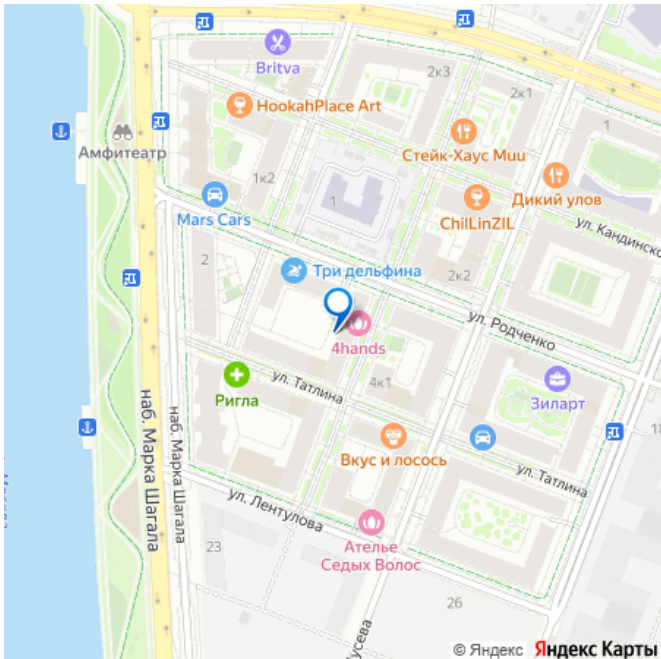 Britva
2к3
2к1
HookahPlace Art
1
Стейк-Хаус Muu
Амфитеатр
1к2
Дикий улов
1
Mars Cars
ChilLinZIL
ул. Кандинско
2
Три дельфина
2к2
ул. Родченко
4hands
4к1
Зиларт
Ригла
ул. Татлина
наб. Марка Шагала
наб. Марка Шагала
18
Вкус и лосось
ул. Татлина
ул. Лентулова
Ателье
Седых Волос
23
26
усева
© Яндекс Яндекс Карты